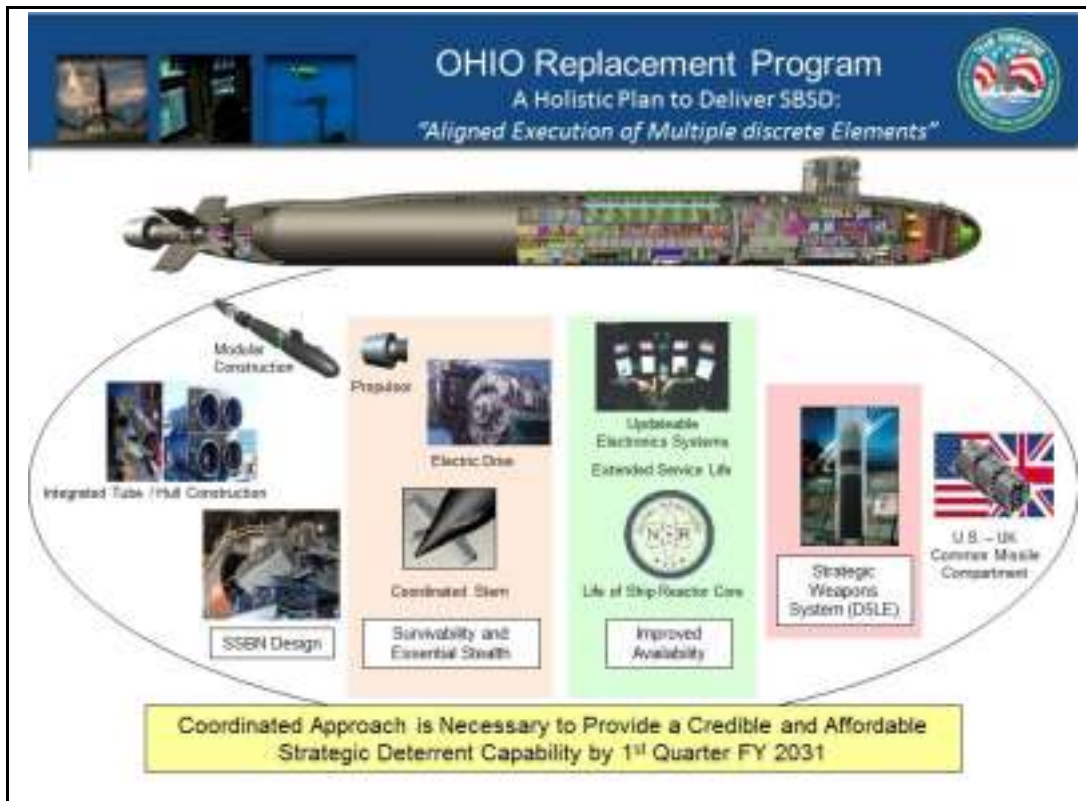 OHIO Replacement Program
A Holistic Plan to Deliver SBSD:
"Aligned Execution of Multiple discrete Elements"
Modular
Construction
Integrated Tube / Hull Construction
SSBN Design
Propulsor
Electric Drive
Coordinated Stern
Survivability and
Essential Stealth
Updateable
Electronics Systems
Extended Service Life
N R
Life of Ship Reactor Core
Improved
Availability
Strategic
Weapons
System (D5LE)
U.S. – UK
Common Missile
Compartment
Coordinated Approach is Necessary to Provide a Credible and Affordable
Strategic Deterrent Capability by 1st Quarter FY 2031